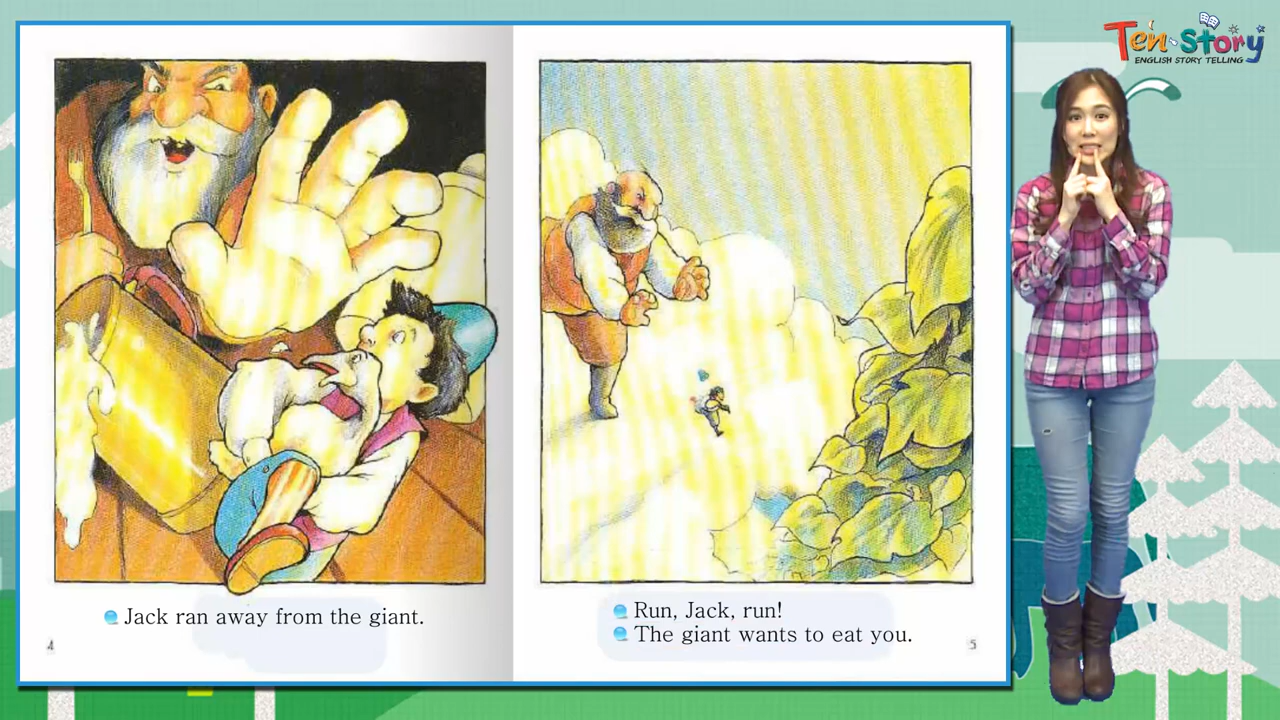 Ten Story
ENGLISH STORY TELLING
Jack ran away from the giant.
Run, Jack, run!
The giant wants to eat you.
4
5